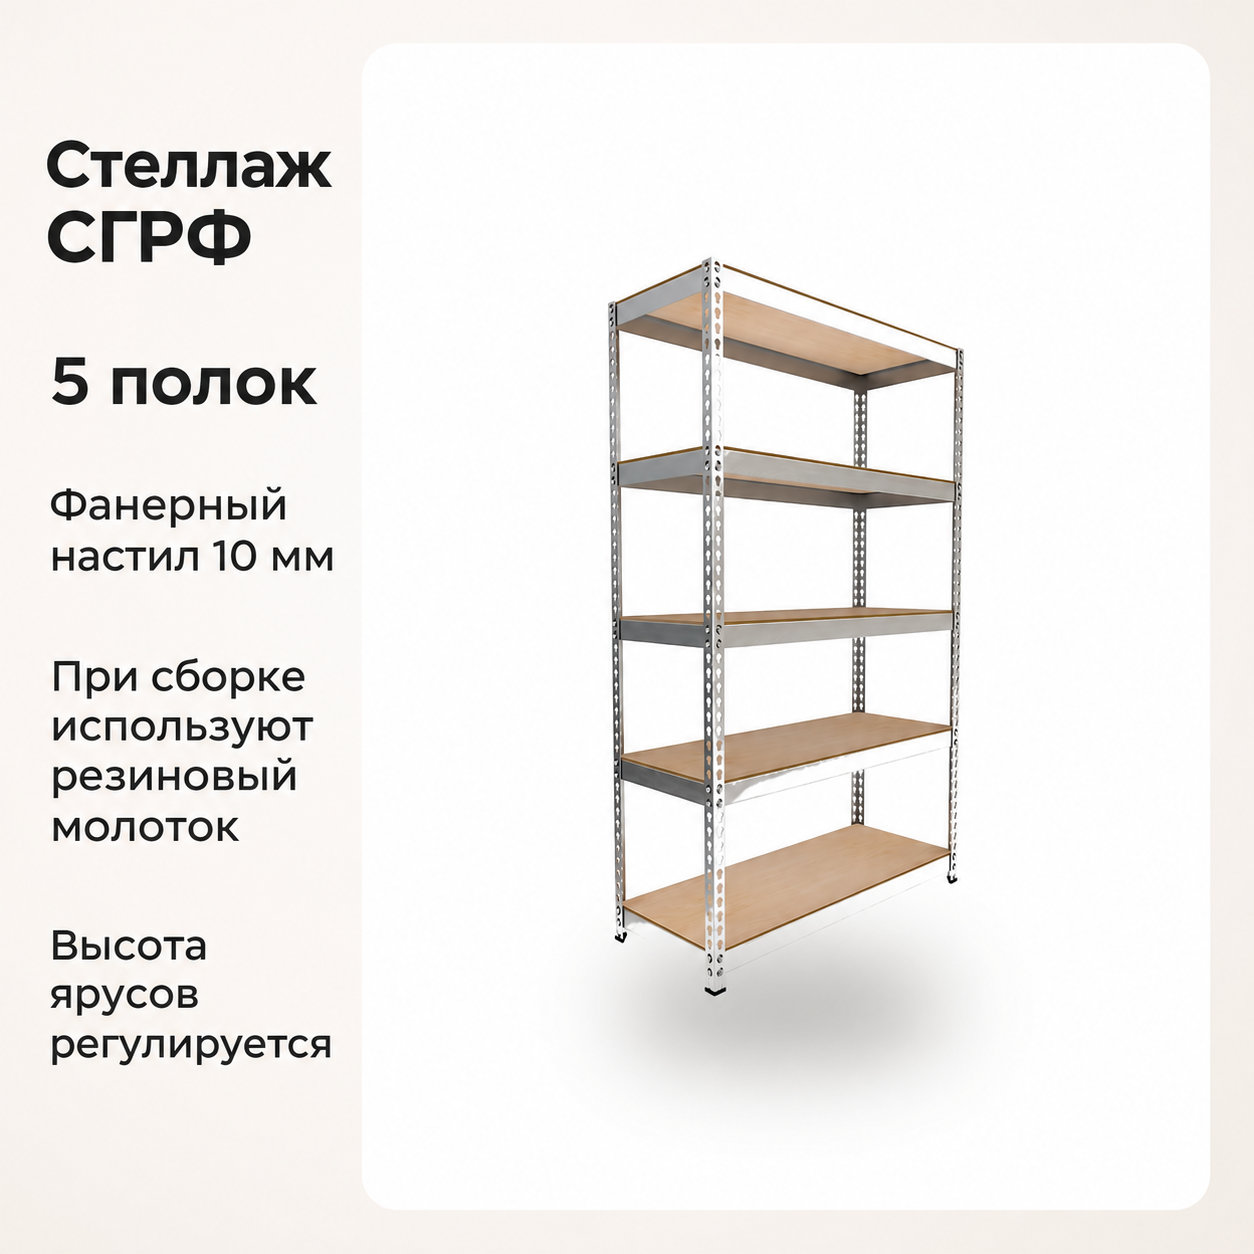 Стеллаж
СГРФ
5 полок
Фанерный
настил 10 мм
При сборке
используют
резиновый
молоток
Высота
ярусов
регулируется